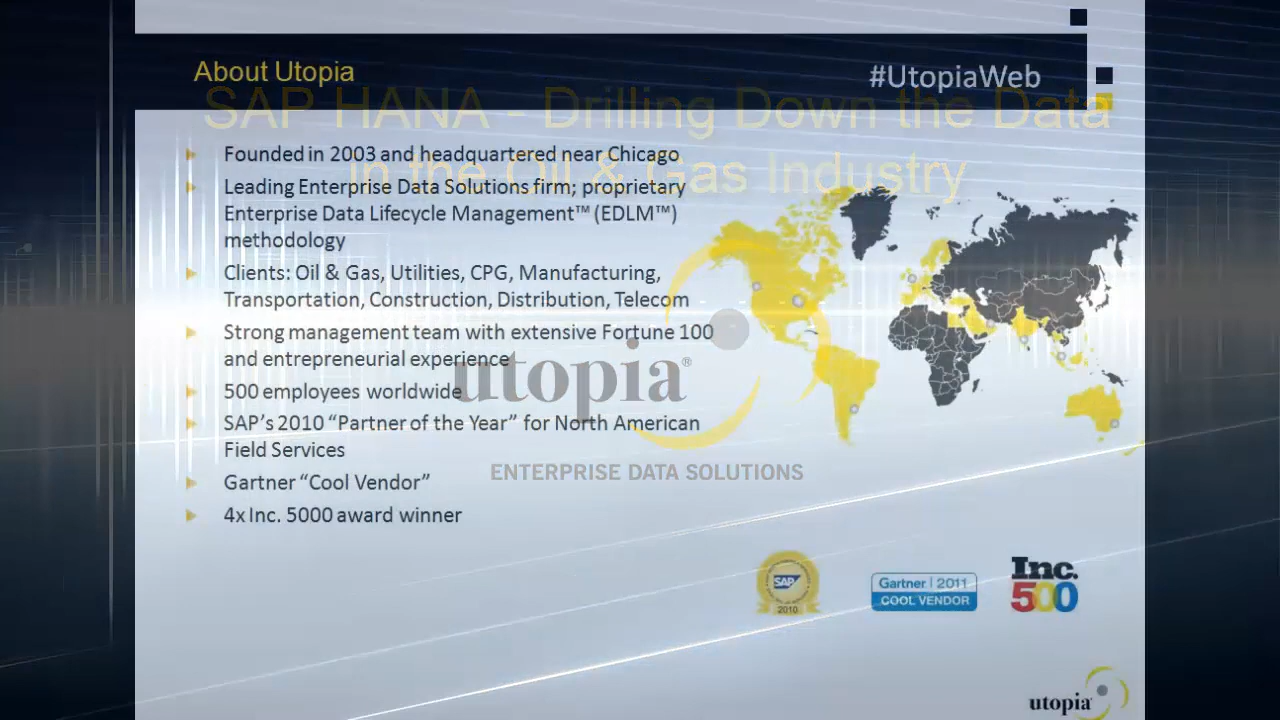 About Utopia
#UtopiaWeb
SAP HANA - Drilling Down the Data
in the Oil & Gas Industry
Founded in 2003 and headquartered near Chicago
Leading Enterprise Data Solutions firm; proprietary
Enterprise Data Lifecycle Management™ (EDLM™)
methodology
Clients: Oil & Gas, Utilities, CPG, Manufacturing,
Transportation, Construction, Distribution, Telecom
Strong management team with extensive Fortune 100
and entrepreneurial experience
500 employees worldwide
SAP's 2010 “Partner of the Year” for North American
Field Services
Gartner “Cool Vendor”
4x Inc. 5000 award winner
utopia®
ENTERPRISE DATA SOLUTIONS
SAP
2010
Gartner | 2011
COOL VENDOR
Inc.
500
utopia